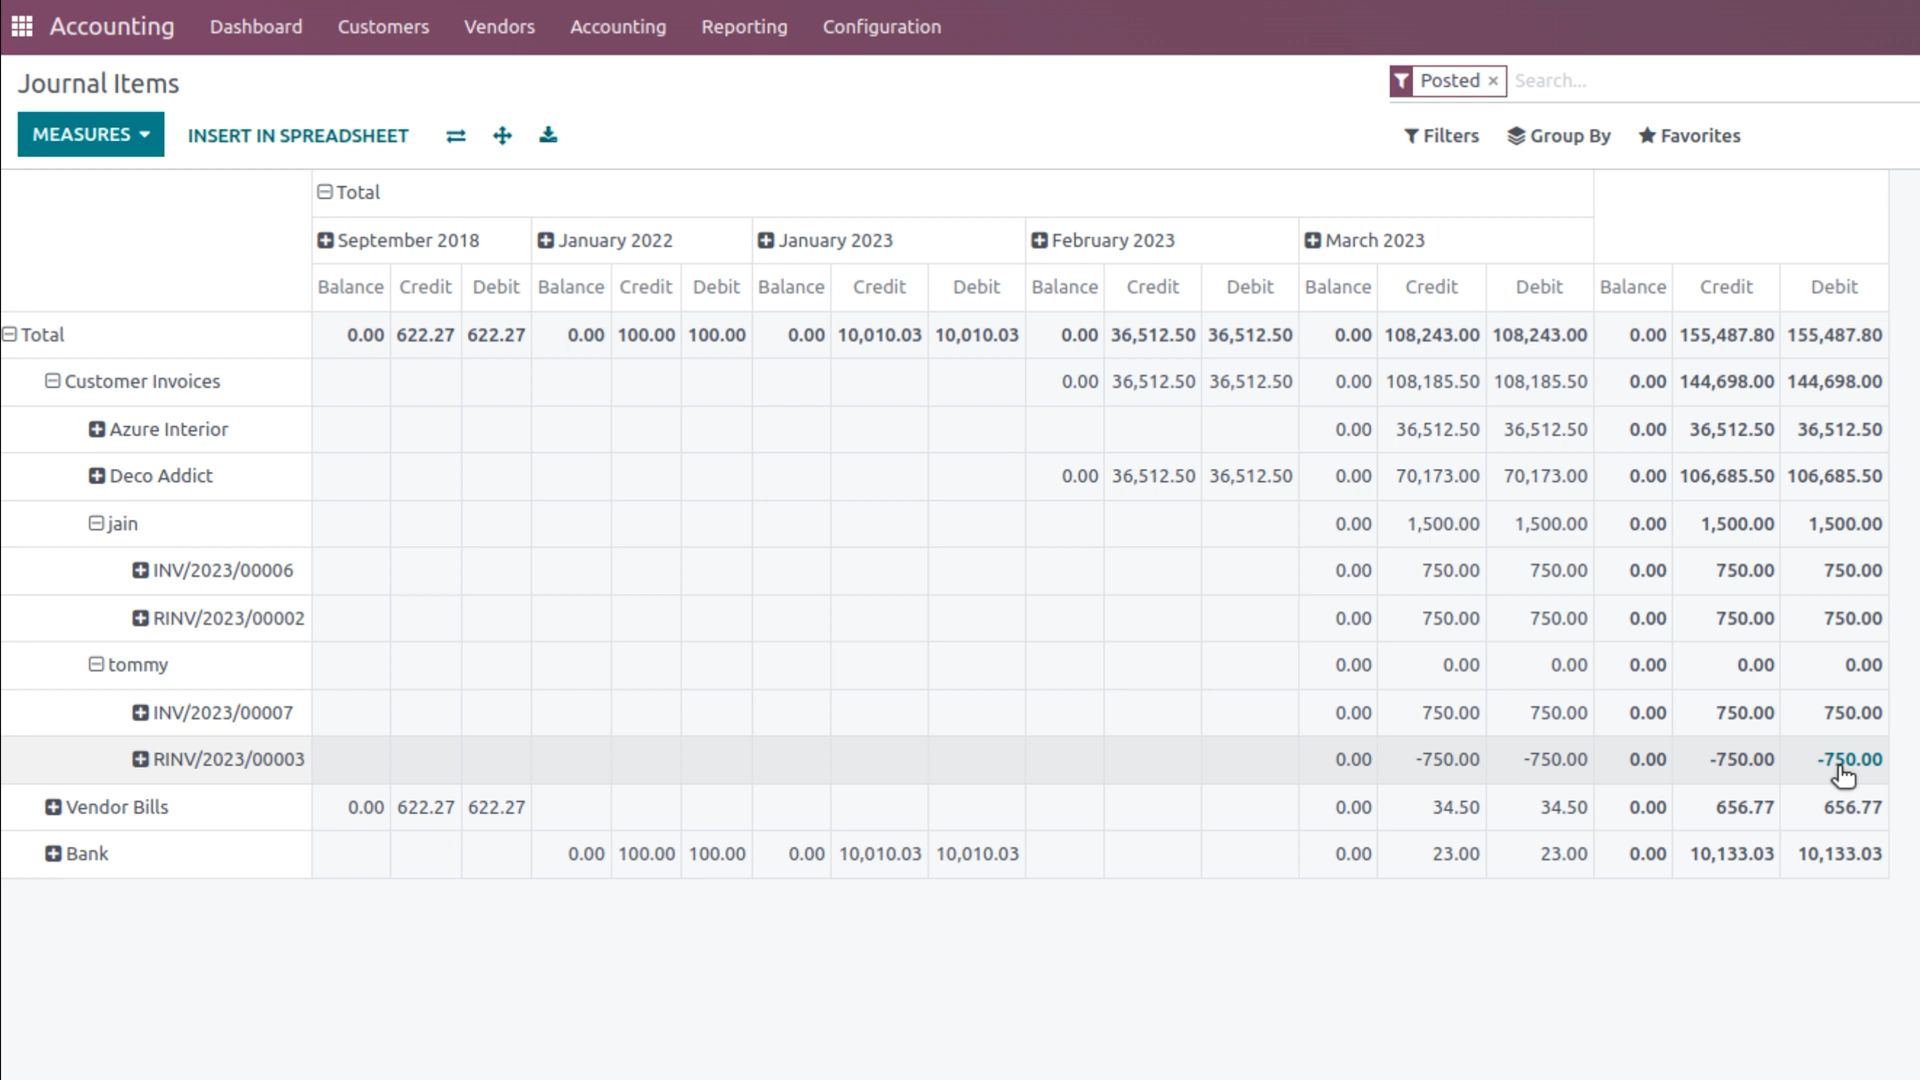 Accounting Dashboard Customers Vendors Accounting Reporting Configuration
Journal Items
Posted × Search...
MEASURES INSERT IN SPREADSHEET Filters Group By Favorites
Total
September 2018 January 2022 January 2023 February 2023 March 2023
Balance Credit Debit Balance Credit Debit Balance Credit Debit Balance Credit Debit Balance Credit Debit Balance Credit Debit
Total 0.00 622.27 622.27 0.00 100.00 100.00 0.00 10,010.03 10,010.03 0.00 36,512.50 36,512.50 0.00 108,243.00 108,243.00 0.00 155,487.80 155,487.80
Customer Invoices 0.00 36,512.50 36,512.50 0.00 108,185.50 108,185.50 0.00 144,698.00 144,698.00
Azure Interior 0.00 36,512.50 36,512.50 0.00 36,512.50 36,512.50
Deco Addict 0.00 36,512.50 36,512.50 0.00 70,173.00 70,173.00 0.00 106,685.50 106,685.50
jain 0.00 1,500.00 1,500.00 0.00 1,500.00 1,500.00
INV/2023/00006 0.00 750.00 750.00 0.00 750.00 750.00
RINV/2023/00002 0.00 750.00 750.00 0.00 750.00 750.00
tommy 0.00 0.00 0.00 0.00 0.00 0.00
INV/2023/00007 0.00 750.00 750.00 0.00 750.00 750.00
RINV/2023/00003 0.00 -750.00 -750.00 0.00 -750.00 -750.00
Vendor Bills 0.00 622.27 622.27 0.00 34.50 34.50 0.00 656.77 656.77
Bank 0.00 100.00 100.00 0.00 10,010.03 10,010.03 0.00 23.00 23.00 0.00 10,133.03 10,133.03